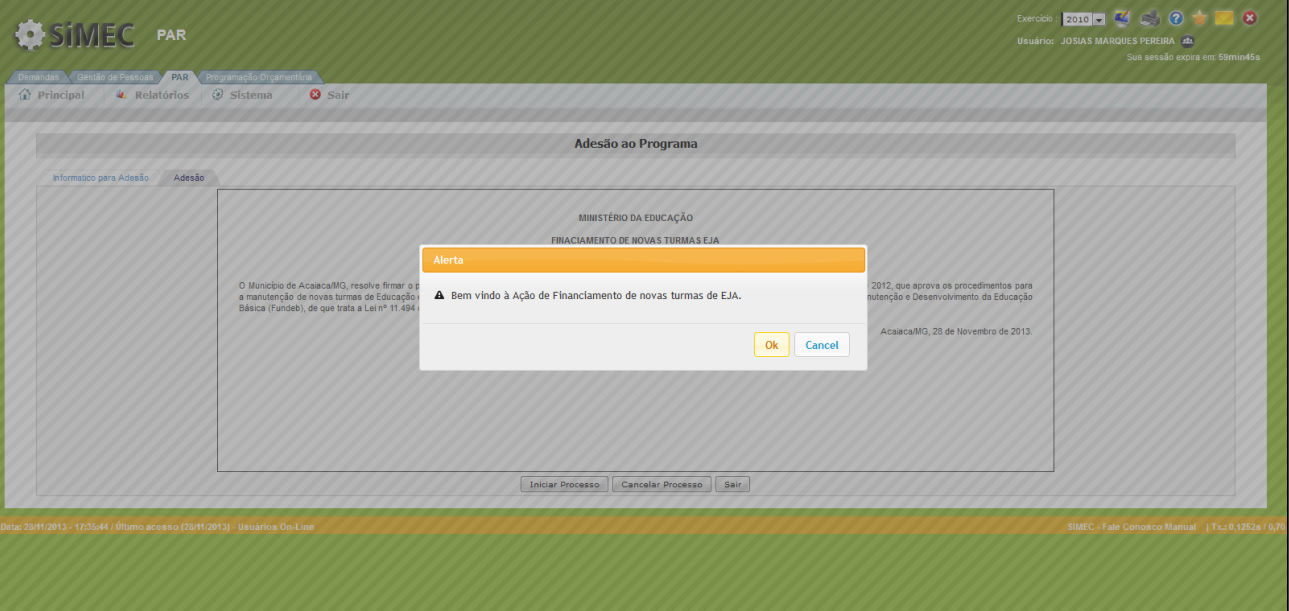 SiMEC PAR
Exercício : 2010
Usuário: JOSIAS MARQUES PEREIRA
Sua sessão expira em: 59min45s
Demandas Gestão de Pessoas PAR Programação Orçamentária
Principal Relatórios Sistema Sair
Adesão ao Programa
Informatico para Adesão Adesão
MINISTÉRIO DA EDUCAÇÃO
FINACIAMENTO DE NOVAS TURMAS EJA
Alerta
Bem vindo à Ação de Financiamento de novas turmas de EJA.
Ok Cancel
O Município de Acaiaca/MG, resolve firmar o 2012, que aprova os procedimentos para
a manutenção de novas turmas de Educação Desenvolvimento da Educação
Básica (Fundeb), de que trata a Lei nº 11.494
Acaiaca/MG, 28 de Novembro de 2013.
Iniciar Processo Cancelar Processo Sair
Data: 28/11/2013 - 17:35:44 / Último acesso (28/11/2013) - Usuários On-Line
SIMEC - Fale Conosco Manual | Tx.: 0,1252s / 0,70